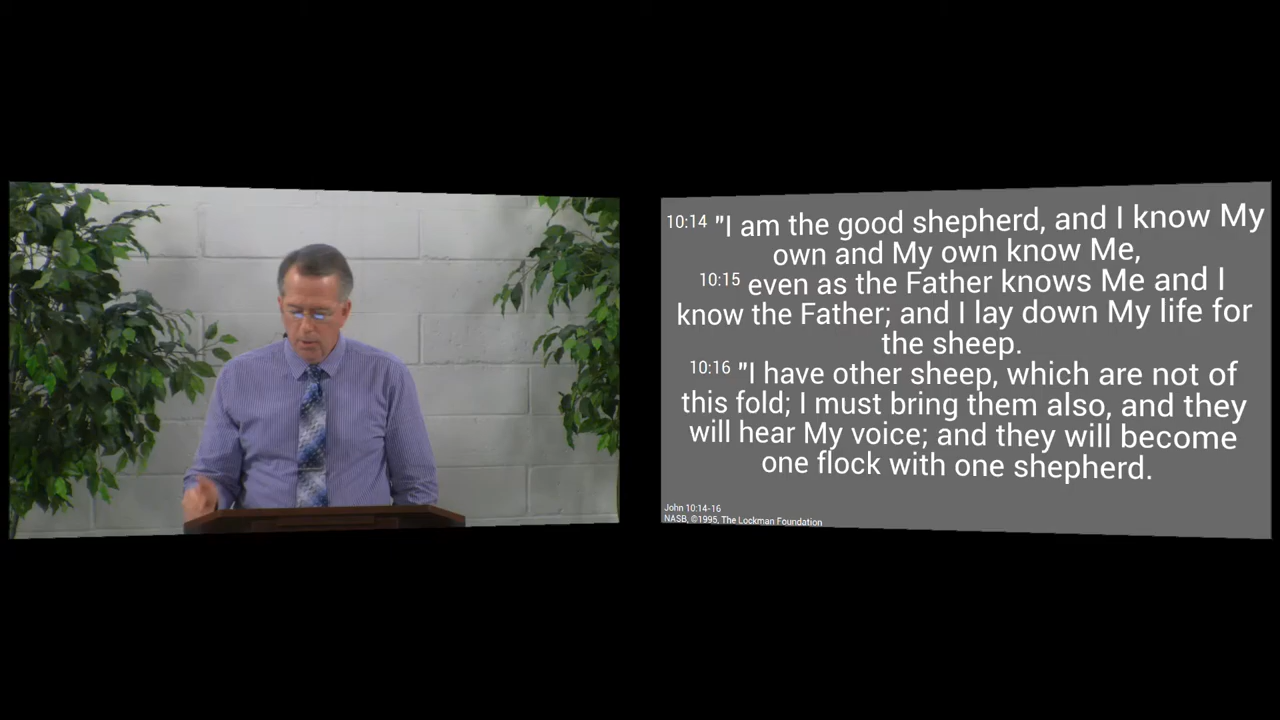 10:14 "I am the good shepherd, and I know My
own and My own know Me,
10:15 even as the Father knows Me and I
know the Father; and I lay down My life for
the sheep.
10:16 "I have other sheep, which are not of
this fold; I must bring them also, and they
will hear My voice; and they will become
one flock with one shepherd.
John 10:14-16
NASB, ©1995, The Lockman Foundation